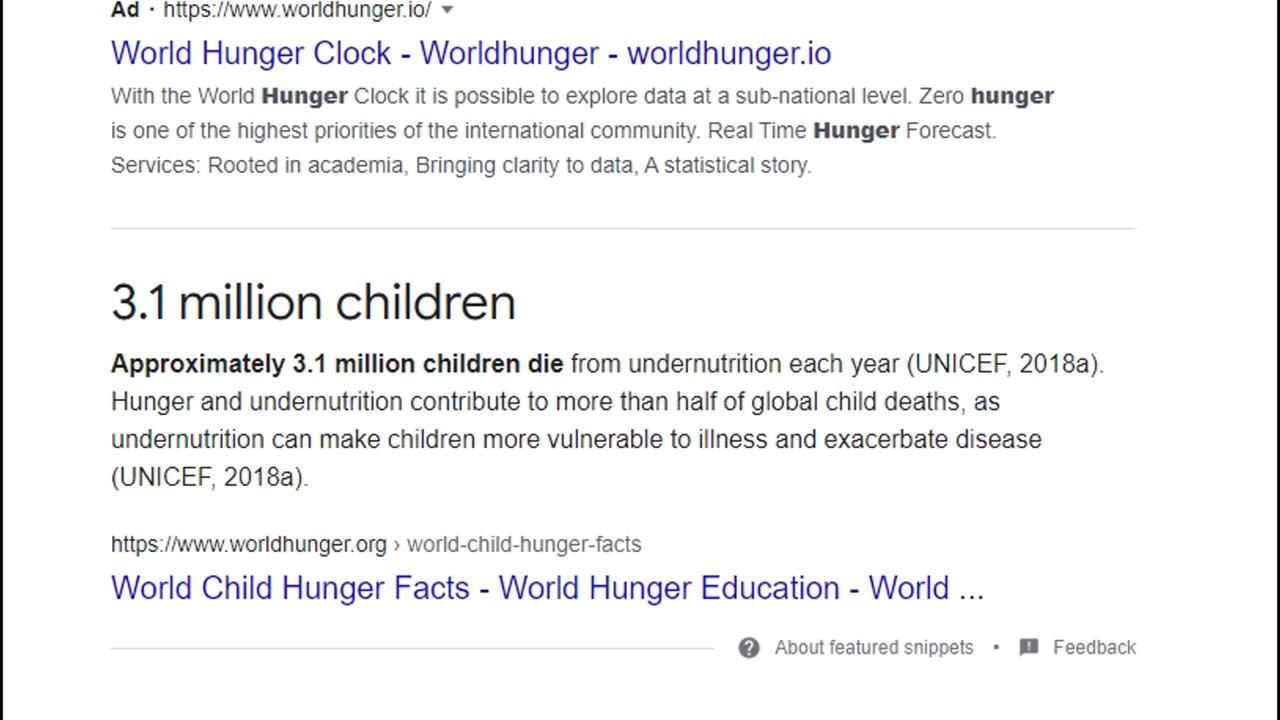 Ad · https://www.worldhunger.io/
World Hunger Clock - Worldhunger - worldhunger.io
With the World Hunger Clock it is possible to explore data at a sub-national level. Zero hunger
is one of the highest priorities of the international community. Real Time Hunger Forecast.
Services: Rooted in academia, Bringing clarity to data, A statistical story.
3.1 million children
Approximately 3.1 million children die from undernutrition each year (UNICEF, 2018a).
Hunger and undernutrition contribute to more than half of global child deaths, as
undernutrition can make children more vulnerable to illness and exacerbate disease
(UNICEF, 2018a).
https://www.worldhunger.org › world-child-hunger-facts
World Child Hunger Facts - World Hunger Education - World ...
About featured snippets • Feedback